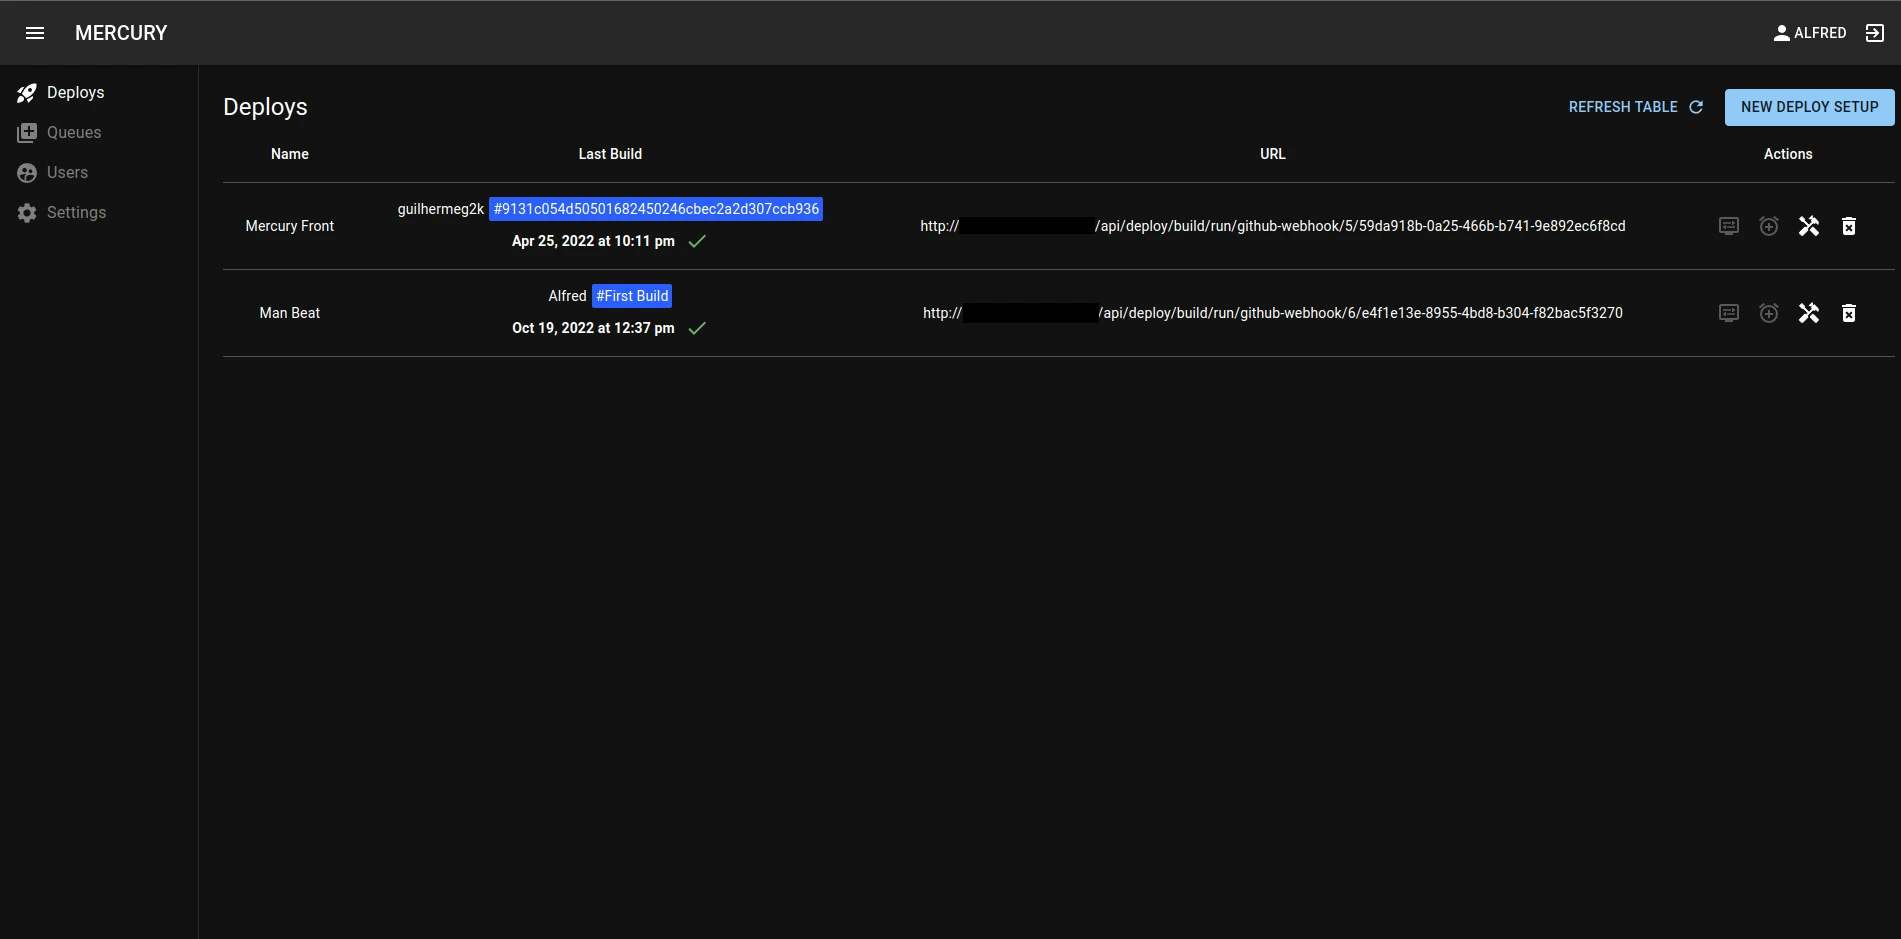 MERCURY
ALFRED
Deploys
Queues
Users
Settings
Deploys
REFRESH TABLE
NEW DEPLOY SETUP
Name Last Build URL Actions
guilhermeg2k #9131c054d50501682450246cbec2a2d307ccb936
Mercury Front http:// /api/deploy/build/run/github-webhook/5/59da918b-0a25-466b-b741-9e892ec6f8cd
Apr 25, 2022 at 10:11 pm
Alfred #First Build
Man Beat http:// /api/deploy/build/run/github-webhook/6/e4f1e13e-8955-4bd8-b304-f82bac5f3270
Oct 19, 2022 at 12:37 pm